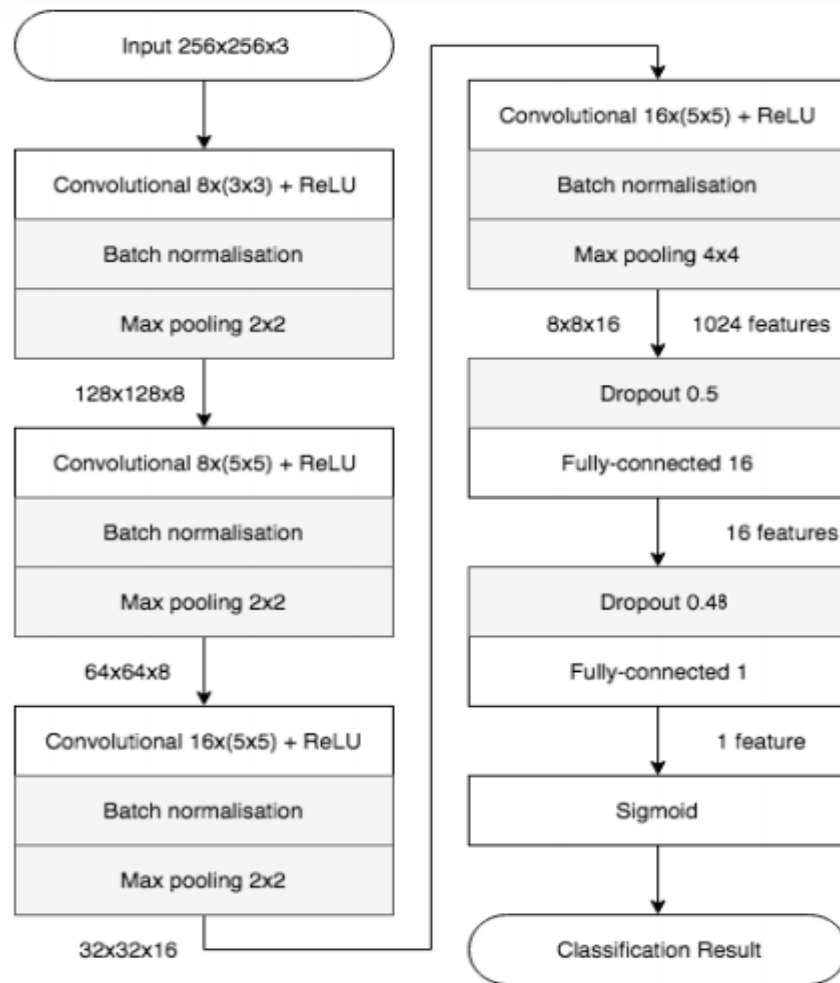 Input 256x256x3
Convolutional 8x(3x3) + ReLU
Batch normalisation
Max pooling 2x2
128x128x8
Convolutional 8x(5x5) + ReLU
Batch normalisation
Max pooling 2x2
64x64x8
Convolutional 16x(5x5) + ReLU
Batch normalisation
Max pooling 2x2
32x32x16
Convolutional 16x(5x5) + ReLU
Batch normalisation
Max pooling 4x4
8x8x16 1024 features
Dropout 0.5
Fully-connected 16
16 features
Dropout 0.48
Fully-connected 1
1 feature
Sigmoid
Classification Result